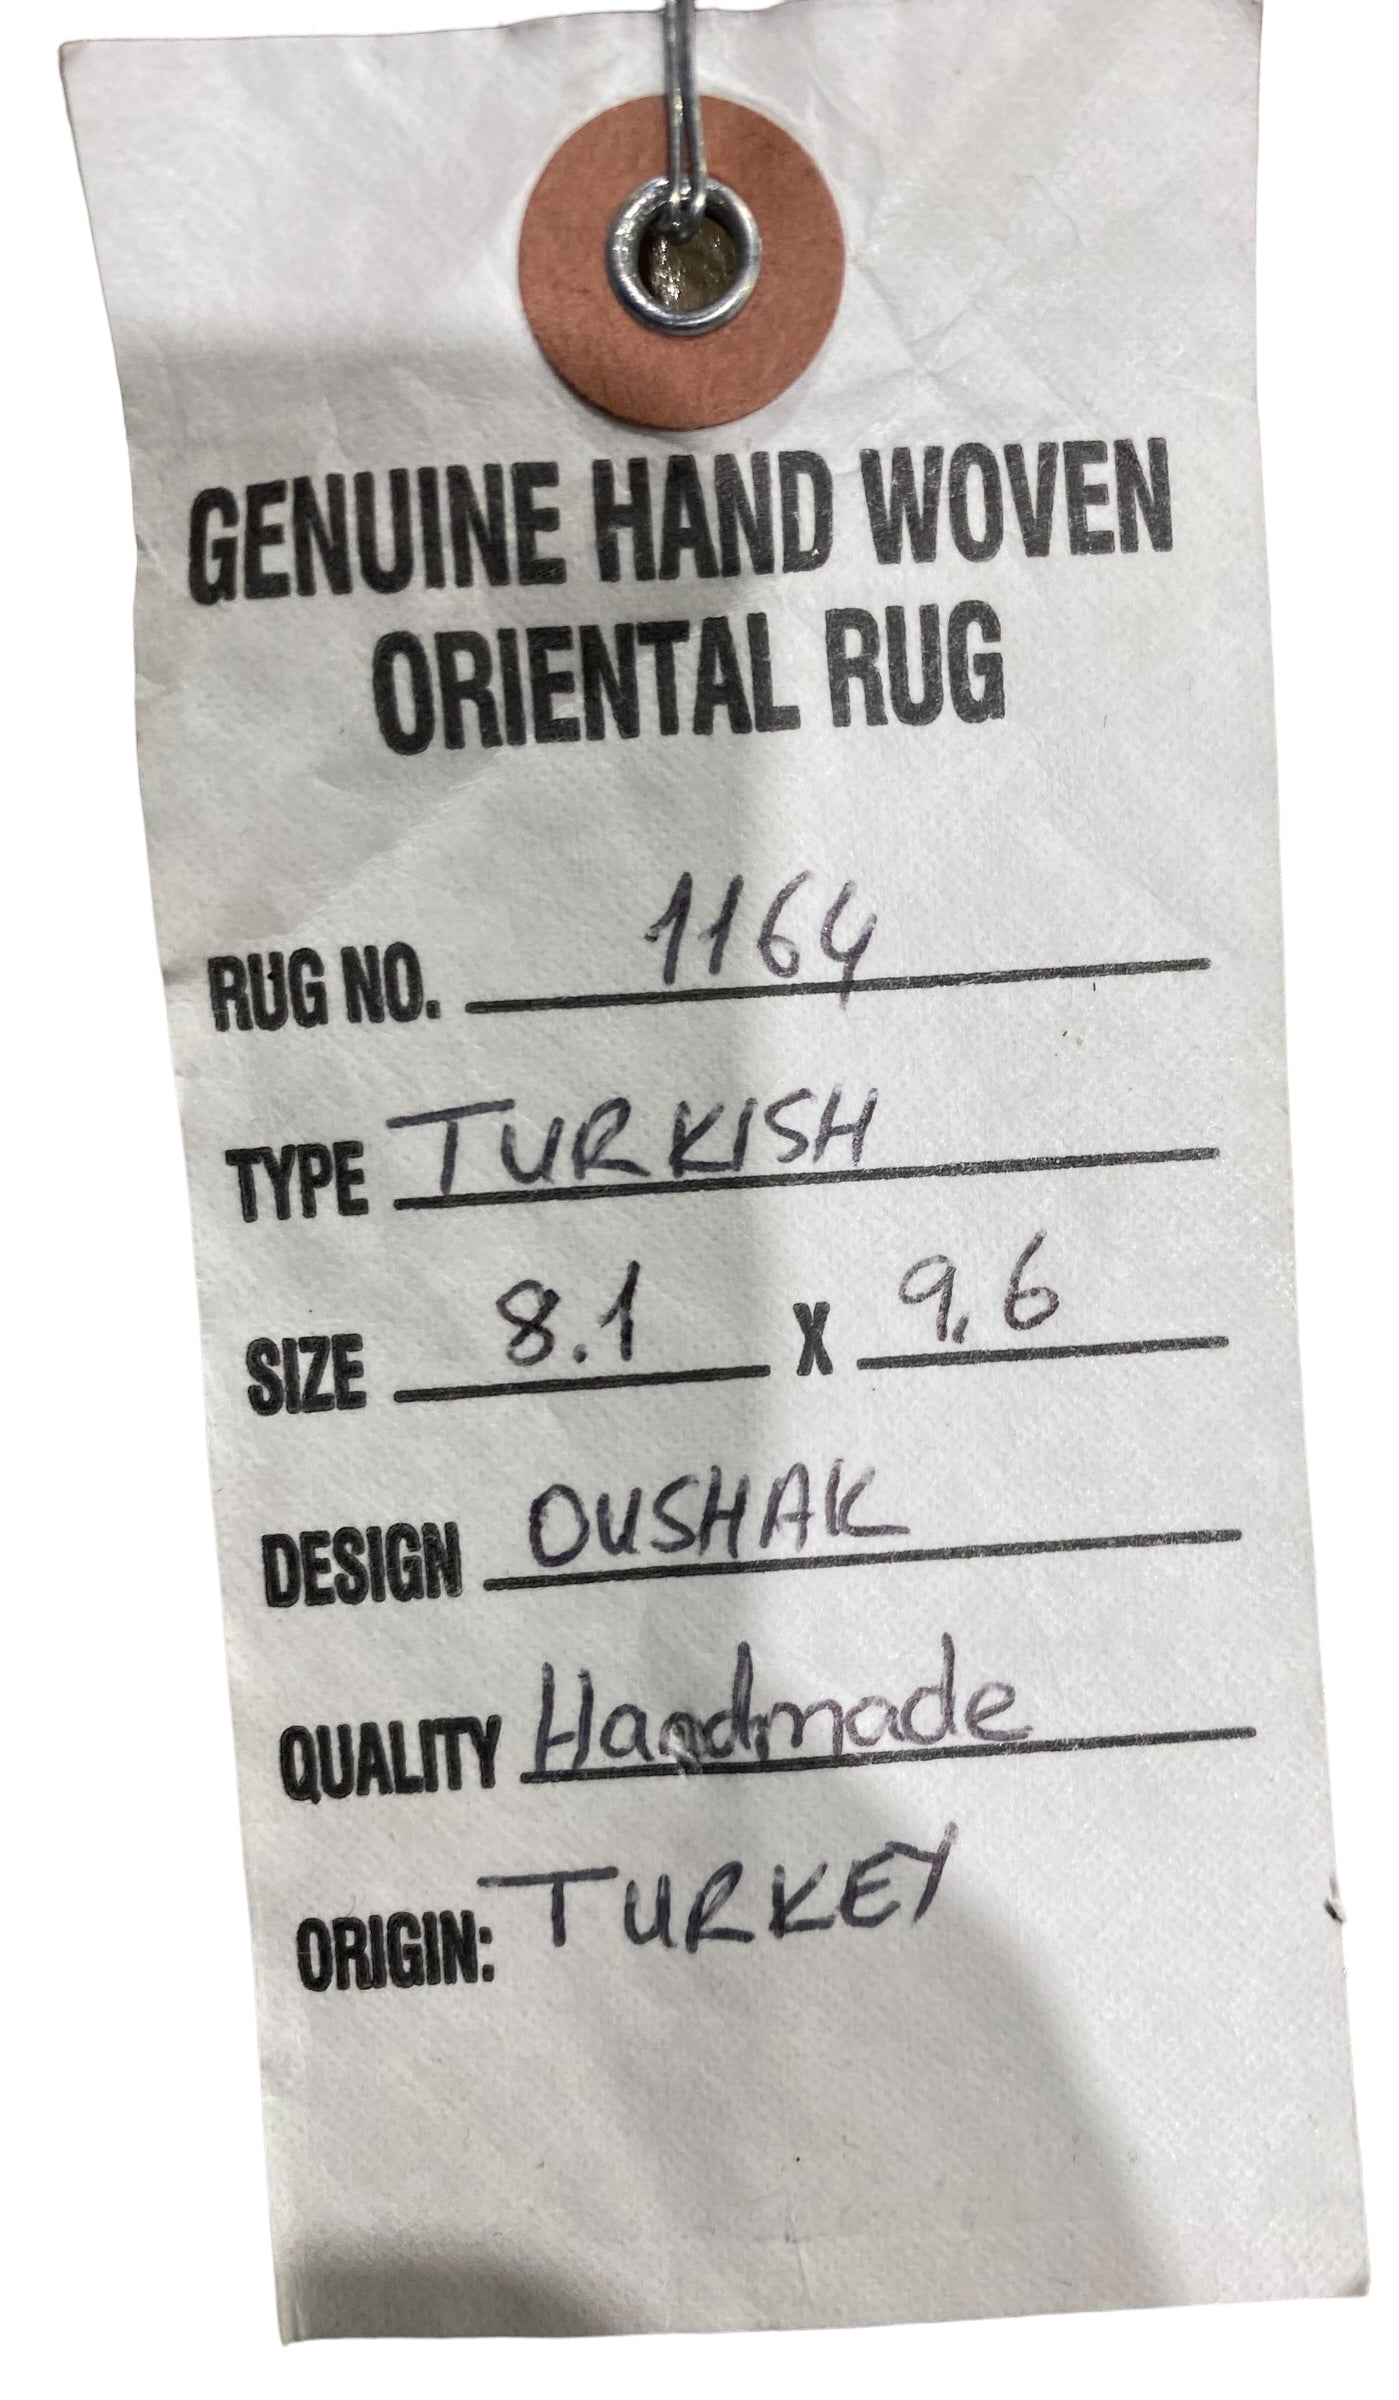 GENUINE HAND WOVEN
ORIENTAL RUG
RUG NO. 1164
TYPE TURKISH
SIZE 8.1 X 9.6
DESIGN OUSHAK
QUALITY Handmade
ORIGIN: TURKEY